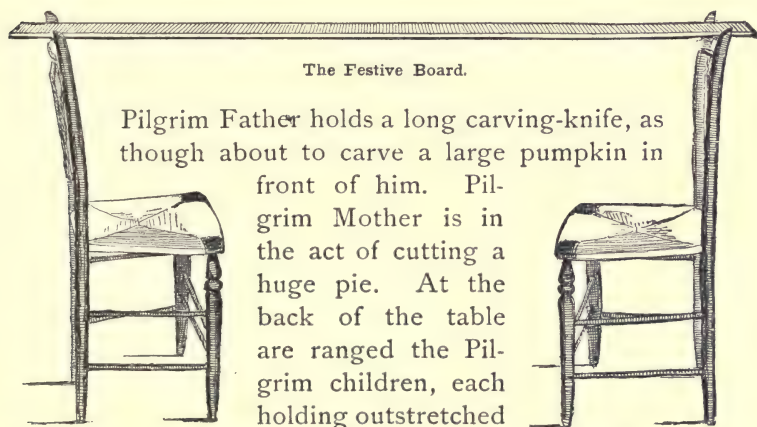 The Festive Board.
Pilgrim Father holds a long carving-knife, as
though about to carve a large pumpkin in
front of him. Pil-
grim Mother is in
the act of cutting a
huge pie. At the
back of the table
are ranged the Pil-
grim children, each
holding outstretched